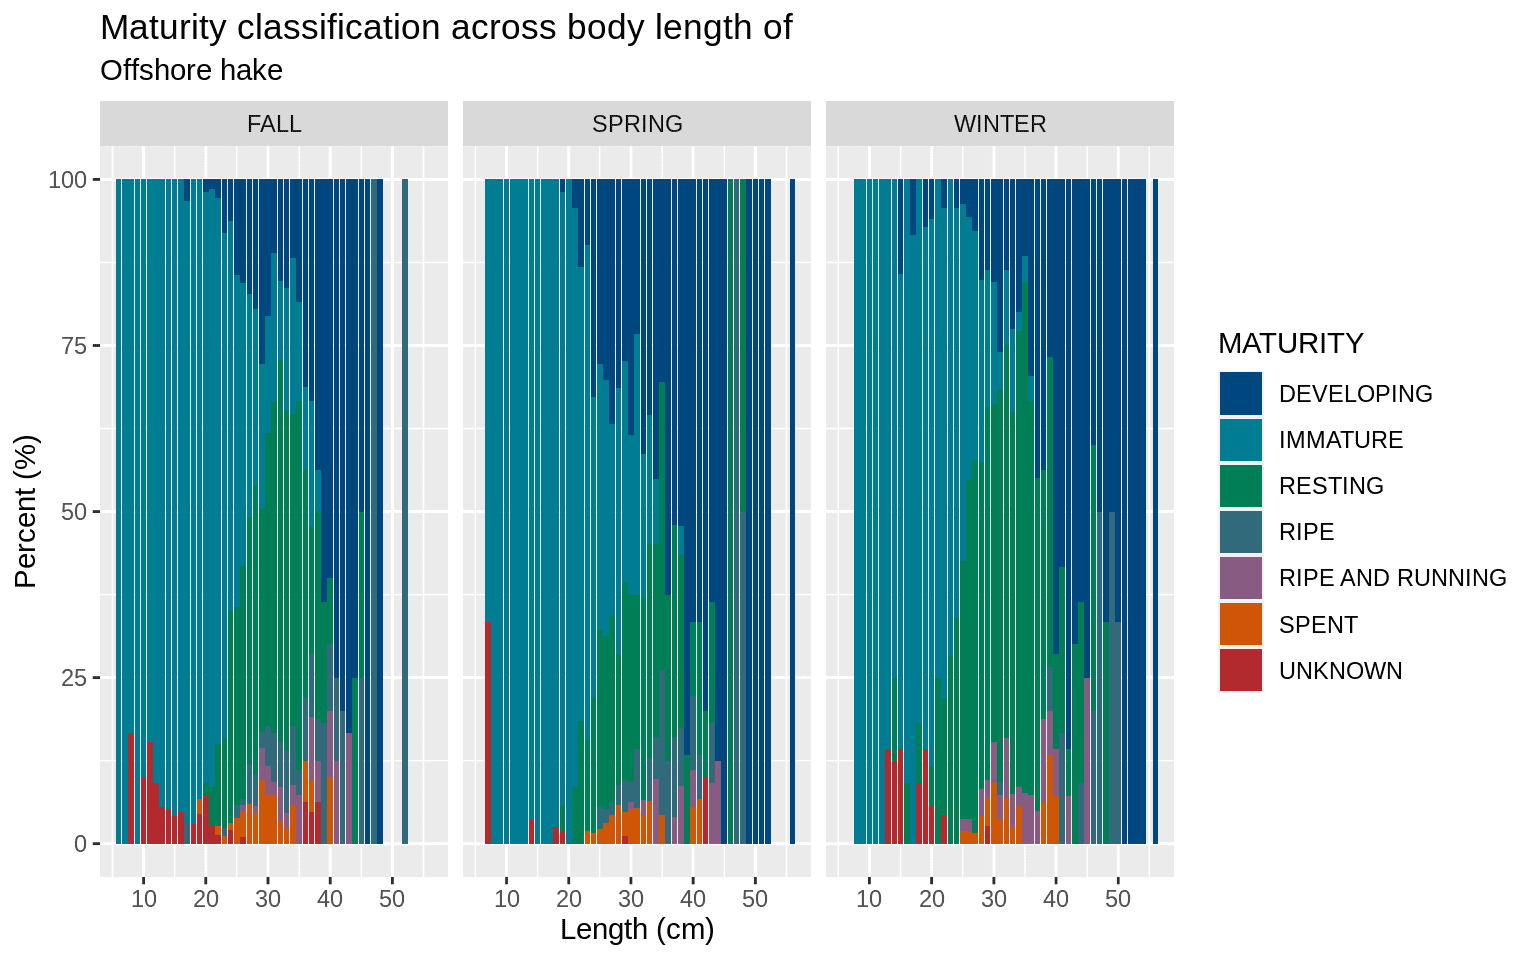 Maturity classification across body length of
Offshore hake
FALL
SPRING
WINTER
100
75
50
25
0
Percent (%)
10 20 30 40 50
10 20 30 40 50
10 20 30 40 50
Length (cm)
MATURITY
DEVELOPING
IMMATURE
RESTING
RIPE
RIPE AND RUNNING
SPENT
UNKNOWN